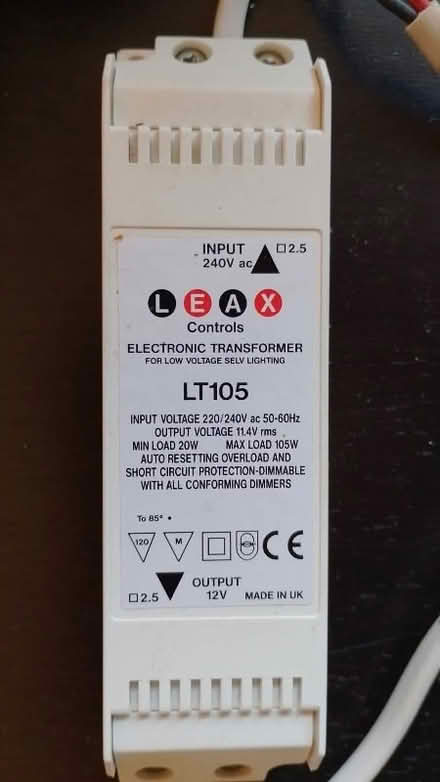 INPUT 2.5
240V ac
LEAX
Controls
ELECTRONIC TRANSFORMER
FOR LOW VOLTAGE SELV LIGHTING
LT105
INPUT VOLTAGE 220/240V ac 50-60Hz
OUTPUT VOLTAGE 11.4V rms
MIN LOAD 20W MAX LOAD 105W
AUTO RESETTING OVERLOAD AND
SHORT CIRCUIT PROTECTION-DIMMABLE
WITH ALL CONFORMING DIMMERS
To 85°
120 M CE
OUTPUT
2.5 12V MADE IN UK